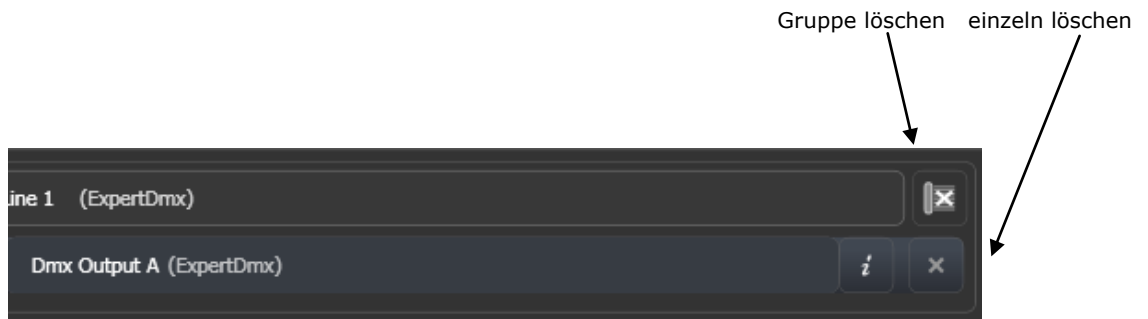 Gruppe löschen einzeln löschen
ine 1 (ExpertDmx)
Dmx Output A (ExpertDmx) i